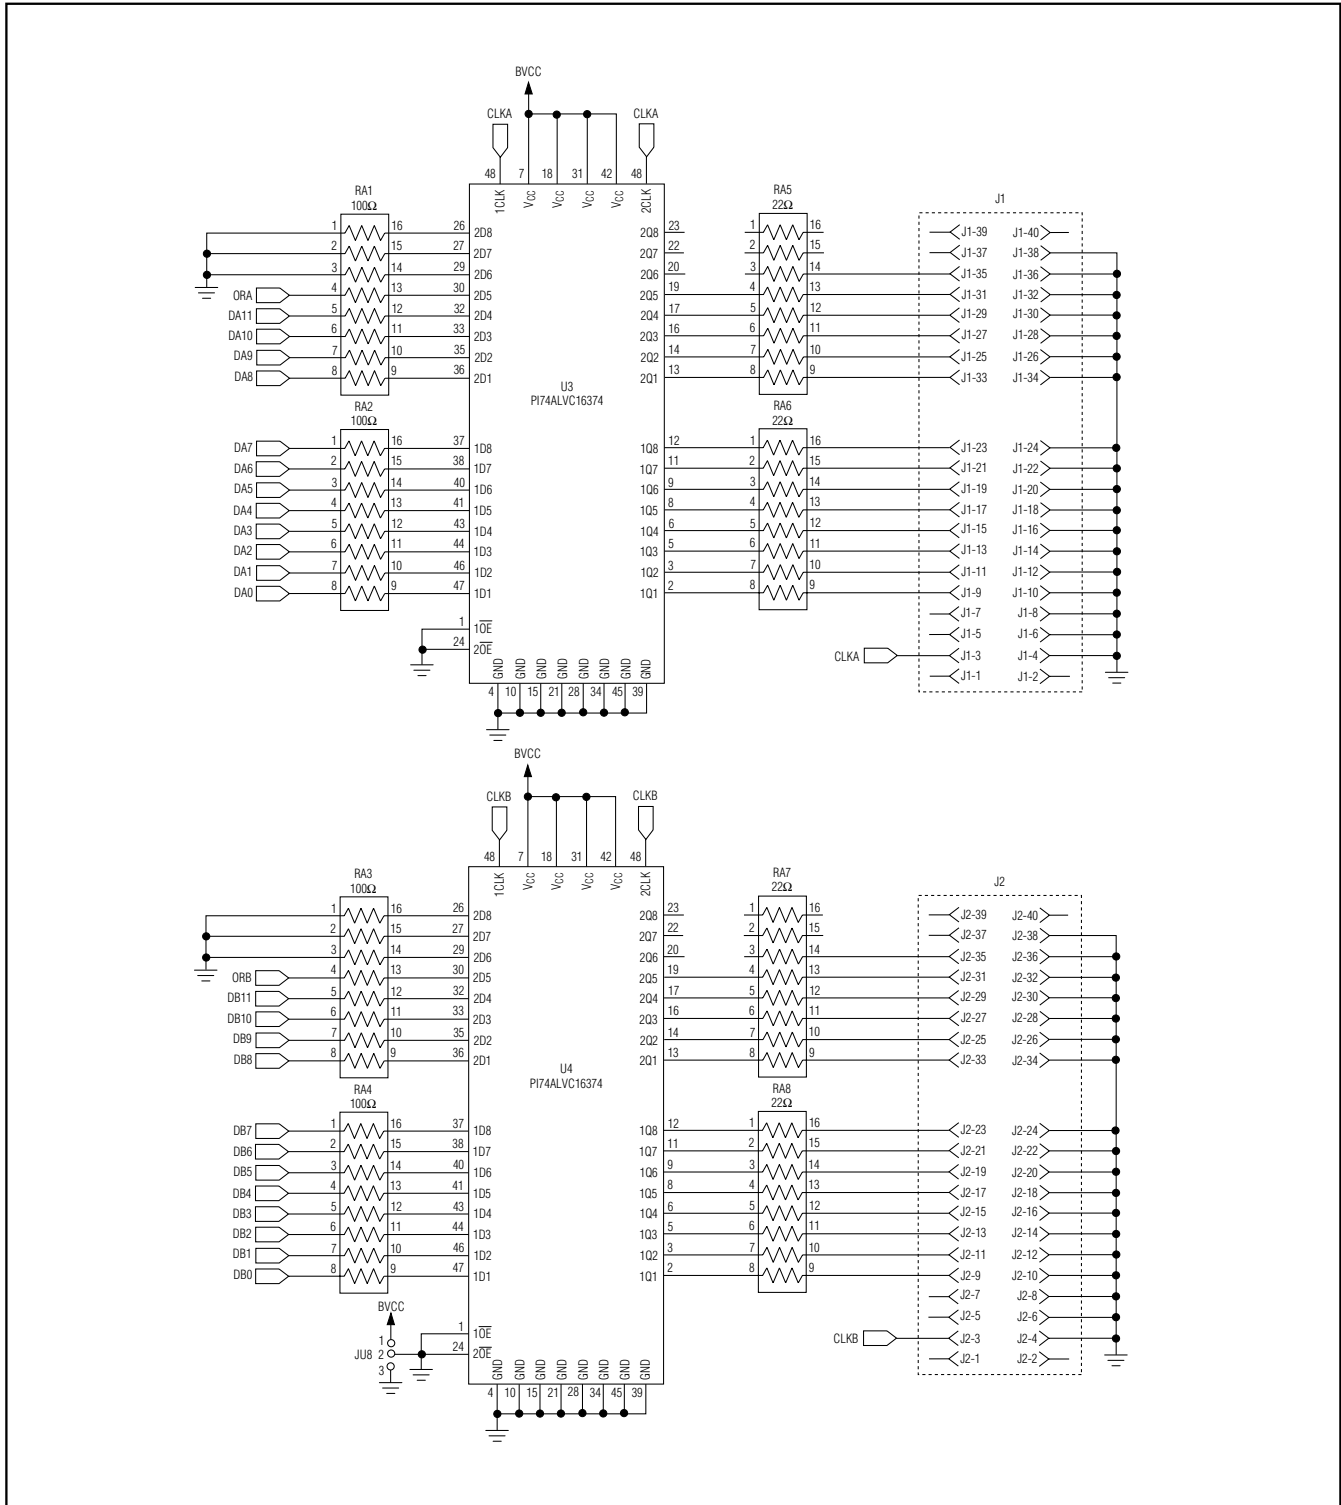 BVCC
CLKA CLKA
48 7 18 31 42 48
1CLK VCC VCC VCC VCC 2CLK
RA1 RA5 J1
100Ω 22Ω
1 16 26 2D8 2Q8 23 1 16 J1-39 J1-40
2 15 27 2D7 2Q7 22 2 15 J1-37 J1-38
3 14 29 2D6 2Q6 20 3 14 J1-35 J1-36
ORA 4 13 30 2D5 2Q5 19 4 13 J1-31 J1-32
DA11 5 12 32 2D4 2Q4 17 5 12 J1-29 J1-30
DA10 6 11 33 2D3 2Q3 16 6 11 J1-27 J1-28
DA9 7 10 35 2D2 2Q2 14 7 10 J1-25 J1-26
DA8 8 9 36 2D1 2Q1 13 8 9 J1-33 J1-34
U3
PI74ALVC16374
RA2 RA6
100Ω 22Ω
DA7 1 16 37 1D8 1Q8 12 1 16 J1-23 J1-24
DA6 2 15 38 1D7 1Q7 11 2 15 J1-21 J1-22
DA5 3 14 40 1D6 1Q6 9 3 14 J1-19 J1-20
DA4 4 13 41 1D5 1Q5 8 4 13 J1-17 J1-18
DA3 5 12 43 1D4 1Q4 6 5 12 J1-15 J1-16
DA2 6 11 44 1D3 1Q3 5 6 11 J1-13 J1-14
DA1 7 10 46 1D2 1Q2 3 7 10 J1-11 J1-12
DA0 8 9 47 1D1 1Q1 2 8 9 J1-9 J1-10
J1-7 J1-8
1 1OE J1-5 J1-6
24 2OE CLKA J1-3 J1-4
J1-1 J1-2
GND GND GND GND GND GND GND GND
4 10 15 21 28 34 45 39
BVCC
CLKB CLKB
48 7 18 31 42 48
1CLK VCC VCC VCC VCC 2CLK
RA3 RA7 J2
100Ω 22Ω
1 16 26 2D8 2Q8 23 1 16 J2-39 J2-40
2 15 27 2D7 2Q7 22 2 15 J2-37 J2-38
3 14 29 2D6 2Q6 20 3 14 J2-35 J2-36
ORB 4 13 30 2D5 2Q5 19 4 13 J2-31 J2-32
DB11 5 12 32 2D4 2Q4 17 5 12 J2-29 J2-30
DB10 6 11 33 2D3 2Q3 16 6 11 J2-27 J2-28
DB9 7 10 35 2D2 2Q2 14 7 10 J2-25 J2-26
DB8 8 9 36 2D1 2Q1 13 8 9 J2-33 J2-34
U4
PI74ALVC16374
RA4 RA8
100Ω 22Ω
DB7 1 16 37 1D8 1Q8 12 1 16 J2-23 J2-24
DB6 2 15 38 1D7 1Q7 11 2 15 J2-21 J2-22
DB5 3 14 40 1D6 1Q6 9 3 14 J2-19 J2-20
DB4 4 13 41 1D5 1Q5 8 4 13 J2-17 J2-18
DB3 5 12 43 1D4 1Q4 6 5 12 J2-15 J2-16
DB2 6 11 44 1D3 1Q3 5 6 11 J2-13 J2-14
DB1 7 10 46 1D2 1Q2 3 7 10 J2-11 J2-12
DB0 8 9 47 1D1 1Q1 2 8 9 J2-9 J2-10
BVCC J2-7 J2-8
1 1OE J2-5 J2-6
1
JU8 2 24 2OE CLKB J2-3 J2-4
3 J2-1 J2-2
GND GND GND GND GND GND GND GND
4 10 15 21 28 34 45 39